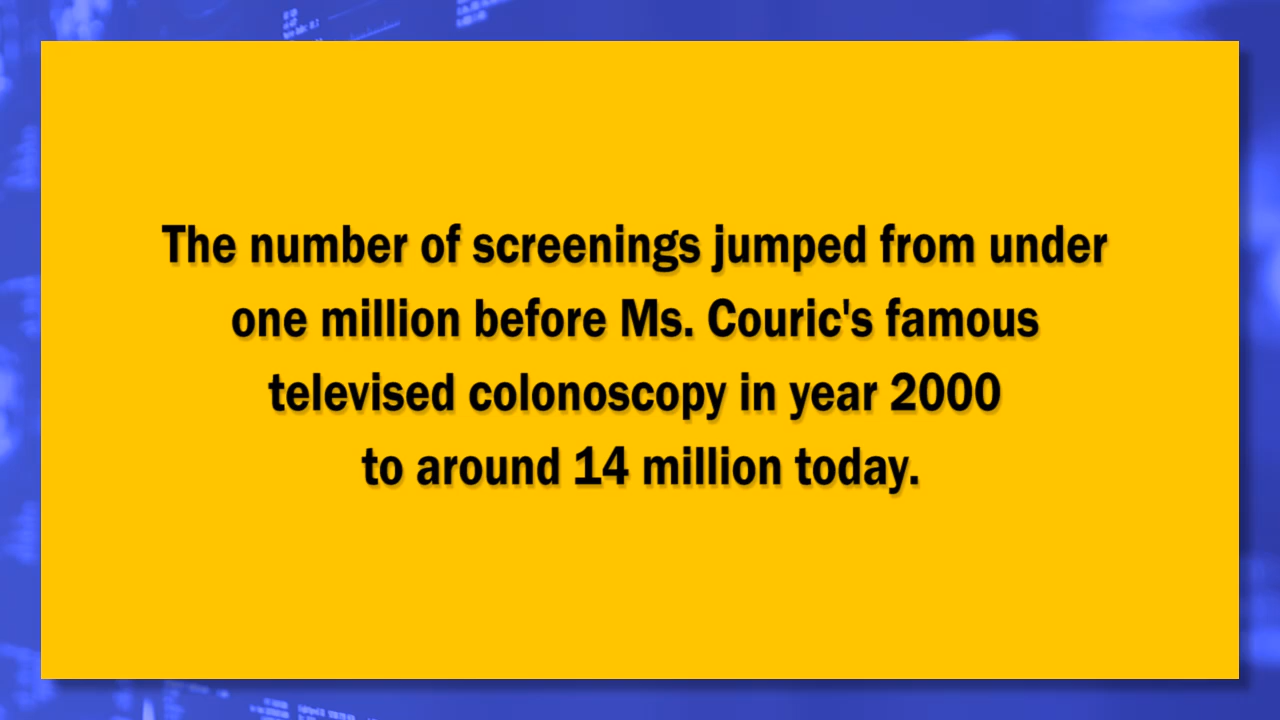 The number of screenings jumped from under
one million before Ms. Couric's famous
televised colonoscopy in year 2000
to around 14 million today.